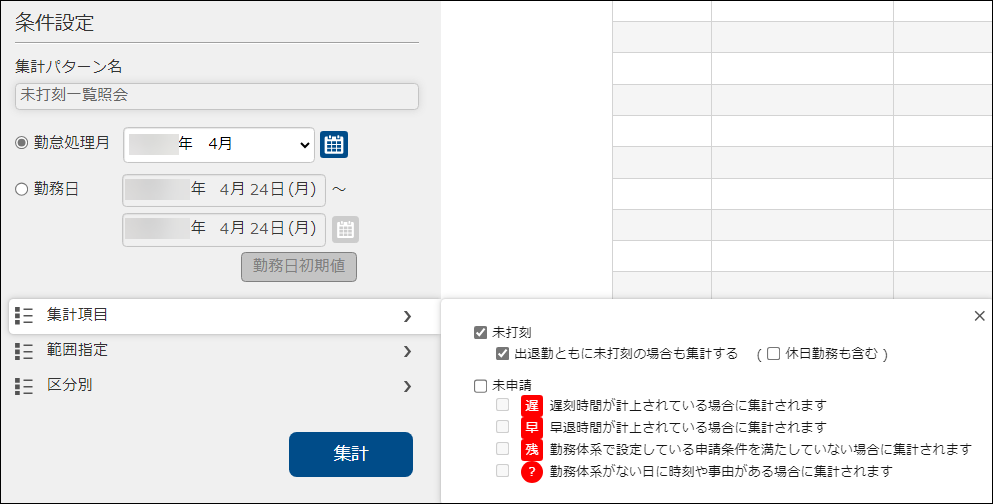 条件設定
集計パターン名
未打刻一覧照会
勤怠処理月 年 4月
勤務日 年 4月 24日(月) ～
年 4月 24日(月)
勤務日初期値
集計項目
範囲指定
区分別
集計
未打刻
出退勤ともに未打刻の場合も集計する ( 休日勤務も含む )
未申請
遅 遅刻時間が計上されている場合に集計されます
早 早退時間が計上されている場合に集計されます
残 勤務体系で設定している申請条件を満たしていない場合に集計されます
? 勤務体系がない日に時刻や事由がある場合に集計されます